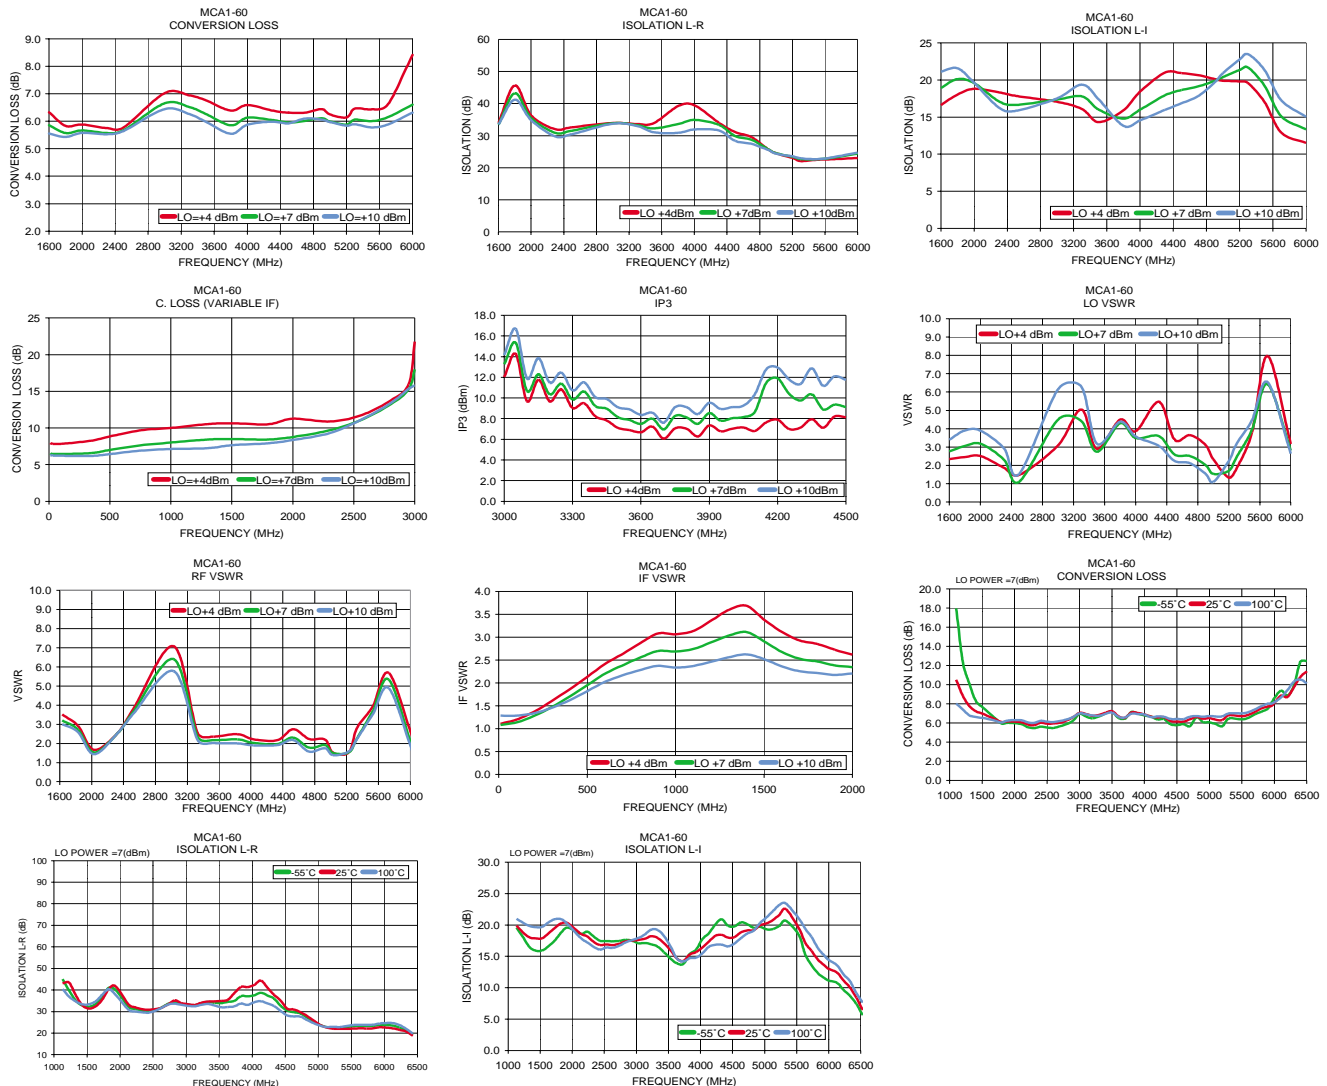 MCA1-60
CONVERSION LOSS
CONVERSION LOSS (dB)
9.0
8.0
7.0
6.0
5.0
4.0
3.0
2.0
LO=+4 dBm LO=+7 dBm LO=+10 dBm
1600 2000 2400 2800 3200 3600 4000 4400 4800 5200 5600 6000
FREQUENCY (MHz)
MCA1-60
ISOLATION L-R
ISOLATION (dB)
60
50
40
30
20
10
0
LO +4dBm LO +7dBm LO +10dBm
1600 2000 2400 2800 3200 3600 4000 4400 4800 5200 5600 6000
FREQUENCY (MHz)
MCA1-60
ISOLATION L-I
ISOLATION (dB)
25
20
15
10
5
0
LO +4 dBm LO +7 dBm LO +10 dBm
1600 2000 2400 2800 3200 3600 4000 4400 4800 5200 5600 6000
FREQUENCY (MHz)
MCA1-60
C. LOSS (VARIABLE IF)
CONVERSION LOSS (dB)
25
20
15
10
5
0
LO=+4dBm LO=+7dBm LO=+10dBm
0 500 1000 1500 2000 2500 3000
FREQUENCY (MHz)
MCA1-60
IP3
IP3 (dBm)
18.0
16.0
14.0
12.0
10.0
8.0
6.0
4.0
2.0
0.0
LO +4dBm LO +7dBm LO +10dBm
3000 3300 3600 3900 4200 4500
FREQUENCY (MHz)
MCA1-60
LO VSWR
VSWR
10.0
9.0
8.0
7.0
6.0
5.0
4.0
3.0
2.0
1.0
0.0
LO+4 dBm LO+7 dBm LO+10 dBm
1600 2000 2400 2800 3200 3600 4000 4400 4800 5200 5600 6000
FREQUENCY (MHz)
MCA1-60
RF VSWR
VSWR
10.0
9.0
8.0
7.0
6.0
5.0
4.0
3.0
2.0
1.0
0.0
LO+4 dBm LO+7 dBm LO+10 dBm
1600 2000 2400 2800 3200 3600 4000 4400 4800 5200 5600 6000
FREQUENCY (MHz)
MCA1-60
IF VSWR
IF VSWR
4.0
3.5
3.0
2.5
2.0
1.5
1.0
0.5
0.0
LO +4 dBm LO +7 dBm LO +10 dBm
0 500 1000 1500 2000
FREQUENCY (MHz)
MCA1-60
LO POWER =7(dBm) CONVERSION LOSS
CONVERSION LOSS (dB)
20.0
18.0
16.0
14.0
12.0
10.0
8.0
6.0
4.0
2.0
0.0
-55˚C 25˚C 100˚C
1000 1500 2000 2500 3000 3500 4000 4500 5000 5500 6000 6500
FREQUENCY (MHz)
MCA1-60
ISOLATION L-R
LO POWER =7(dBm)
ISOLATION L-R (dB)
100
90
80
70
60
50
40
30
20
10
-55˚C 25˚C 100˚C
1000 1500 2000 2500 3000 3500 4000 4500 5000 5500 6000 6500
FREQUENCY (MHz)
MCA1-60
LO POWER =7(dBm) ISOLATION L-I
ISOLATION L-I (dB)
30.0
25.0
20.0
15.0
10.0
5.0
0.0
-55˚C 25˚C 100˚C
1000 1500 2000 2500 3000 3500 4000 4500 5000 5500 6000 6500
FREQUENCY (MHz)